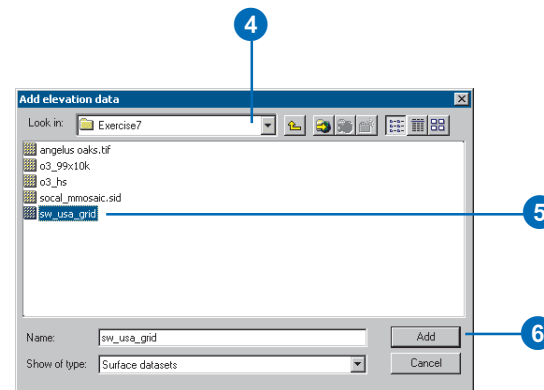 4
Add elevation data
Look in: Exercise7
angelus oaks.tif
o3_99x10k
o3_hs
socal_mmosaic.sid
sw_usa_grid
5
Name: sw_usa_grid Add
6
Show of type: Surface datasets Cancel